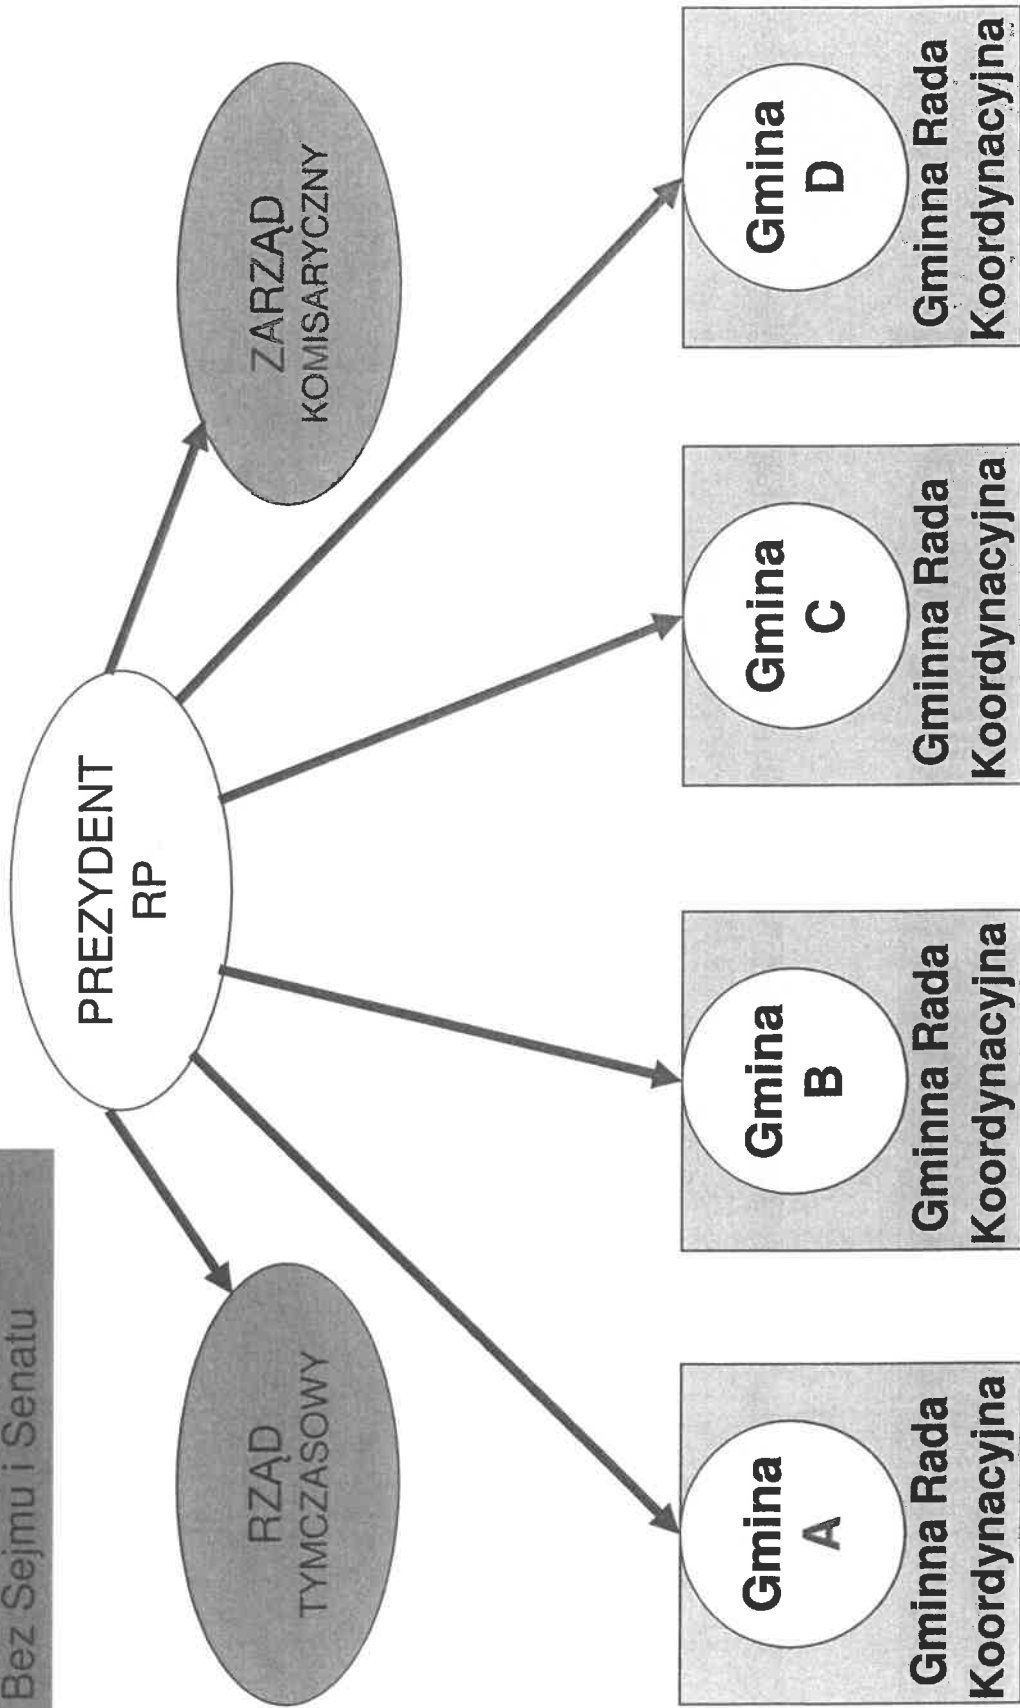 Bez Sejmu i Senatu
PREZYDENT
RP
RZĄD
TYMCZASOWY
ZARZĄD
KOMISARYCZNY
Gmina
A
Gminna Rada
Koordynacyjna
Gmina
B
Gminna Rada
Koordynacyjna
Gmina
C
Gminna Rada
Koordynacyjna
Gmina
D
Gminna Rada
Koordynacyjna